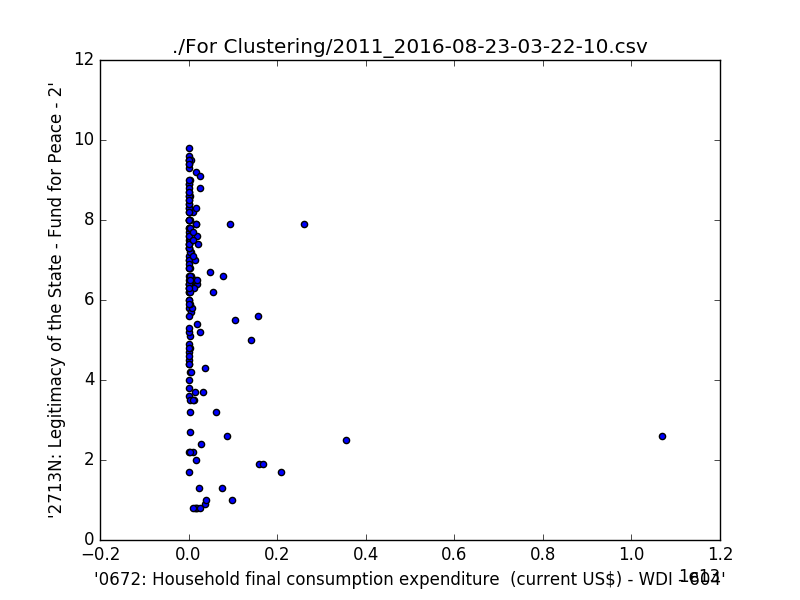 ./For Clustering/2011_2016-08-23-03-22-10.csv
12
10
8
6
4
2
0
'2713N: Legitimacy of the State - Fund for Peace - 2'
−0.2 0.0 0.2 0.4 0.6 0.8 1.0 1.2
1e13
'0672: Household final consumption expenditure (current US$) - WDI - 604'